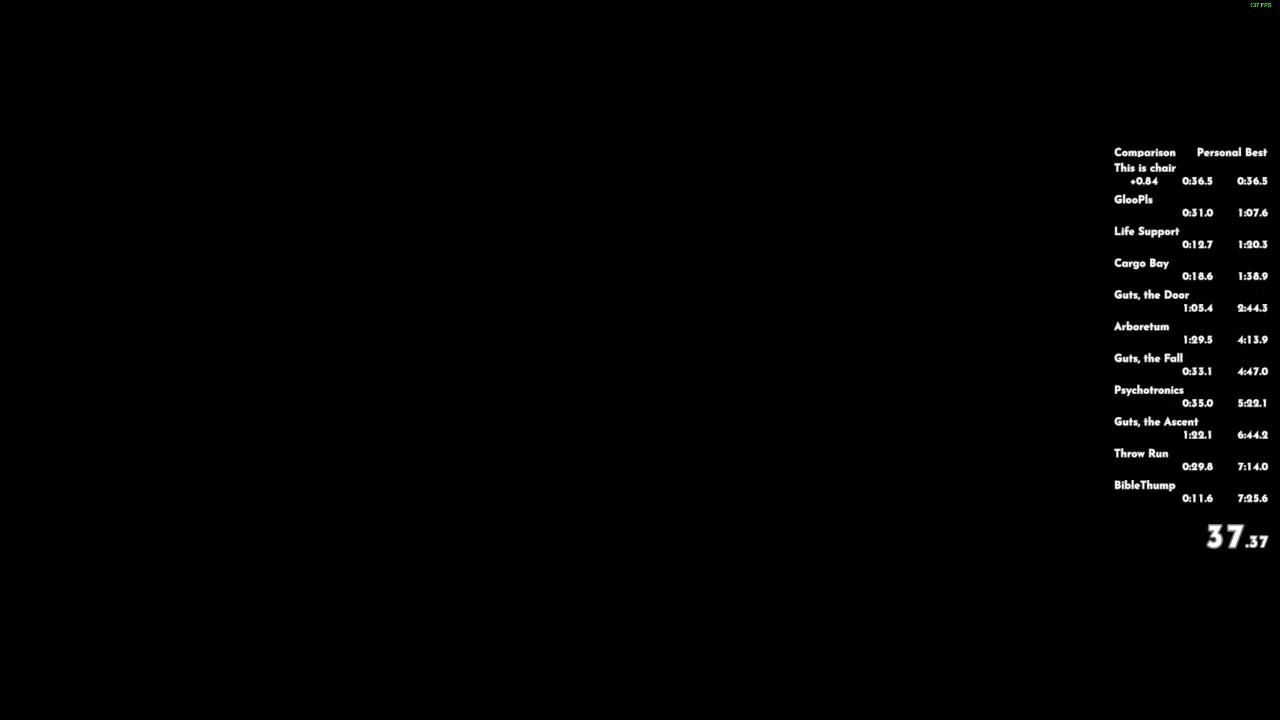 137 FPS
Comparison Personal Best
This is chair
+0.84 0:36.5 0:36.5
GlooPls
0:31.0 1:07.6
Life Support
0:12.7 1:20.3
Cargo Bay
0:18.6 1:38.9
Guts, the Door
1:05.4 2:44.3
Arboretum
1:29.5 4:13.9
Guts, the Fall
0:33.1 4:47.0
Psychotronics
0:35.0 5:22.1
Guts, the Ascent
1:22.1 6:44.2
Throw Run
0:29.8 7:14.0
BibleThump
0:11.6 7:25.6
37.37